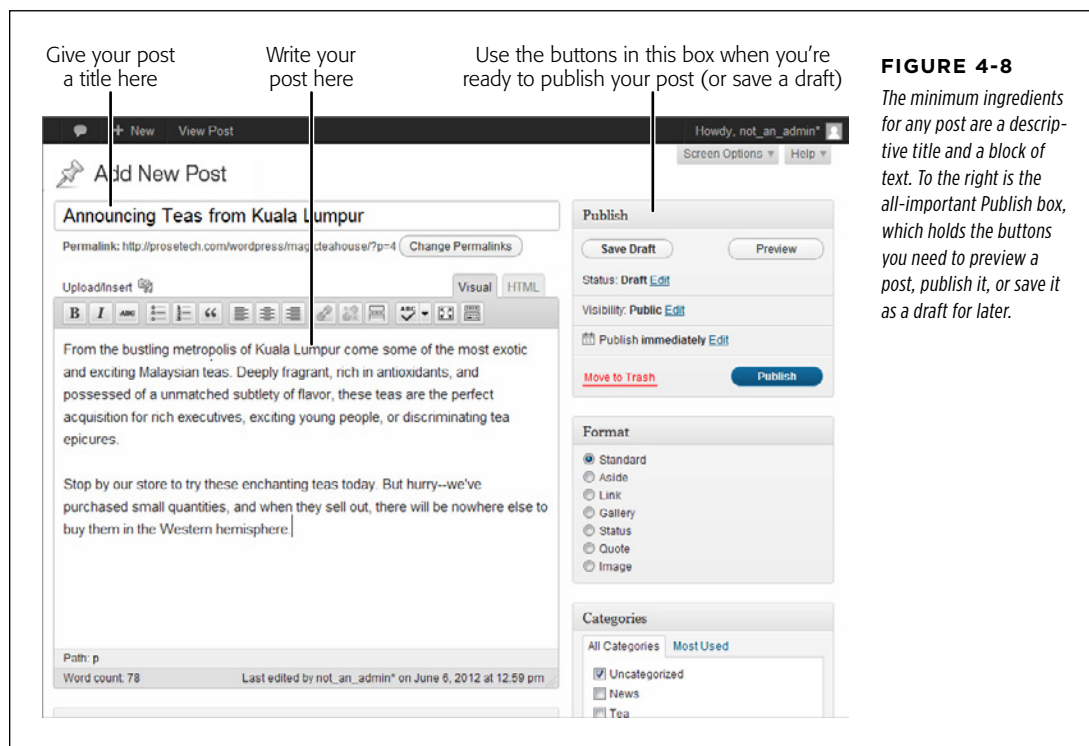 Give your post
a title here
Write your
post here
Use the buttons in this box when you're
ready to publish your post (or save a draft)
FIGURE 4-8
The minimum ingredients
for any post are a descrip-
tive title and a block of
text. To the right is the
all-important Publish box,
which holds the buttons
you need to preview a
post, publish it, or save it
as a draft for later.
+ New View Post
Howdy, not_an_admin*
Screen Options Help
Add New Post
Announcing Teas from Kuala Lumpur
Permalink: http://prosetech.com/wordpress/magicteahouse/?p=4 Change Permalinks
Upload/Insert
Visual HTML
B I ABC ABC
From the bustling metropolis of Kuala Lumpur come some of the most exotic
and exciting Malaysian teas. Deeply fragrant, rich in antioxidants, and
possessed of a unmatched subtlety of flavor, these teas are the perfect
acquisition for rich executives, exciting young people, or discriminating tea
epicures.
Stop by our store to try these enchanting teas today. But hurry--we've
purchased small quantities, and when they sell out, there will be nowhere else to
buy them in the Western hemisphere.
Path: p
Word count: 78 Last edited by not_an_admin* on June 6, 2012 at 12:59 pm
Publish
Save Draft Preview
Status: Draft Edit
Visibility: Public Edit
Publish immediately Edit
Move to Trash Publish
Format
Standard
Aside
Link
Gallery
Status
Quote
Image
Categories
All Categories Most Used
Uncategorized
News
Tea